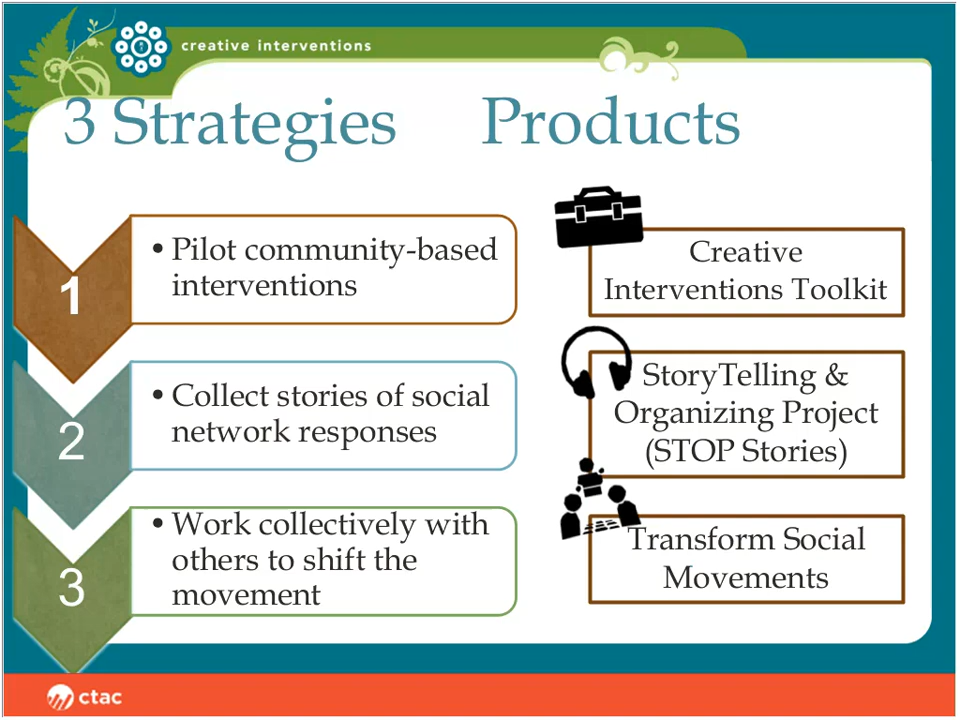 creative interventions
3 Strategies Products
1
• Pilot community-based
interventions
Creative
Interventions Toolkit
2
• Collect stories of social
network responses
StoryTelling &
Organizing Project
(STOP Stories)
3
• Work collectively with
others to shift the
movement
Transform Social
Movements
ctac